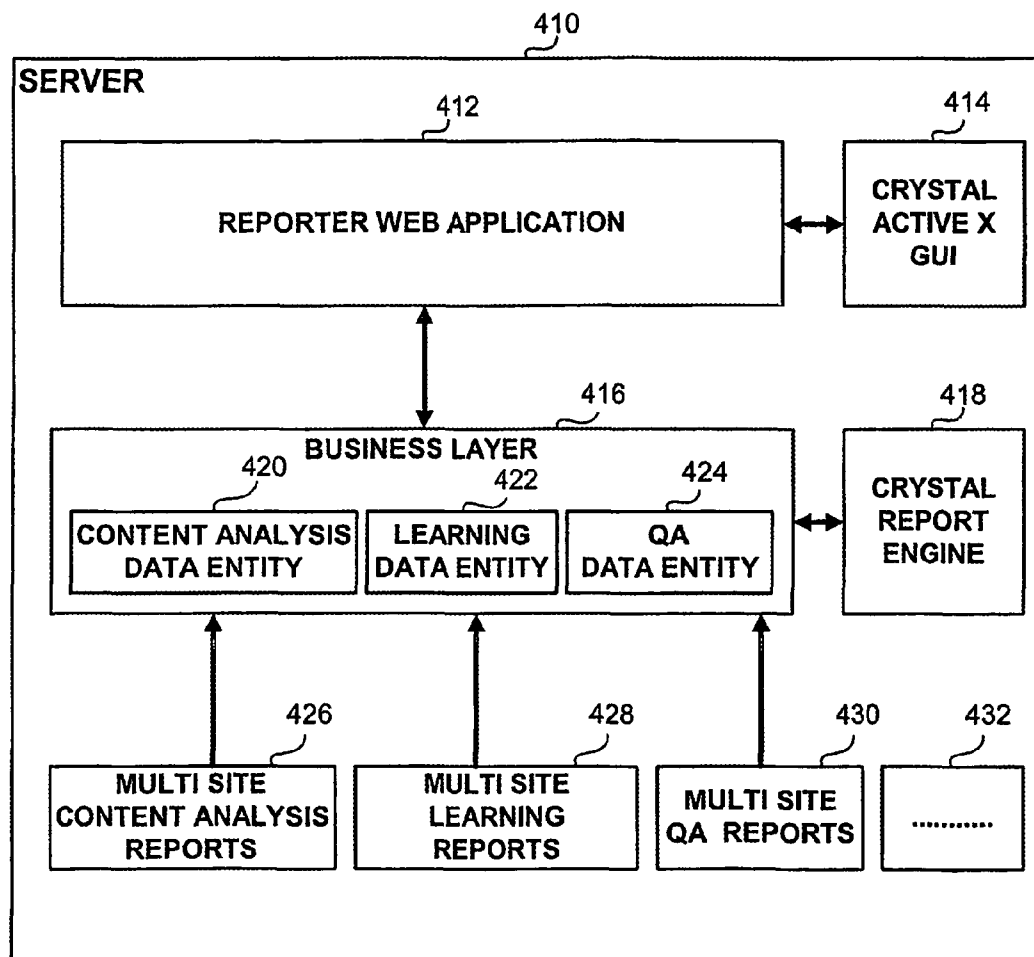 410
SERVER
412
414
REPORTER WEB APPLICATION
CRYSTAL
ACTIVE X
GUI
416
418
BUSINESS LAYER
420
422
424
CONTENT ANALYSIS
DATA ENTITY
LEARNING
DATA ENTITY
QA
DATA ENTITY
CRYSTAL
REPORT
ENGINE
426
428
430
432
MULTI SITE
CONTENT ANALYSIS
REPORTS
MULTI SITE
LEARNING
REPORTS
MULTI SITE
QA REPORTS
...........